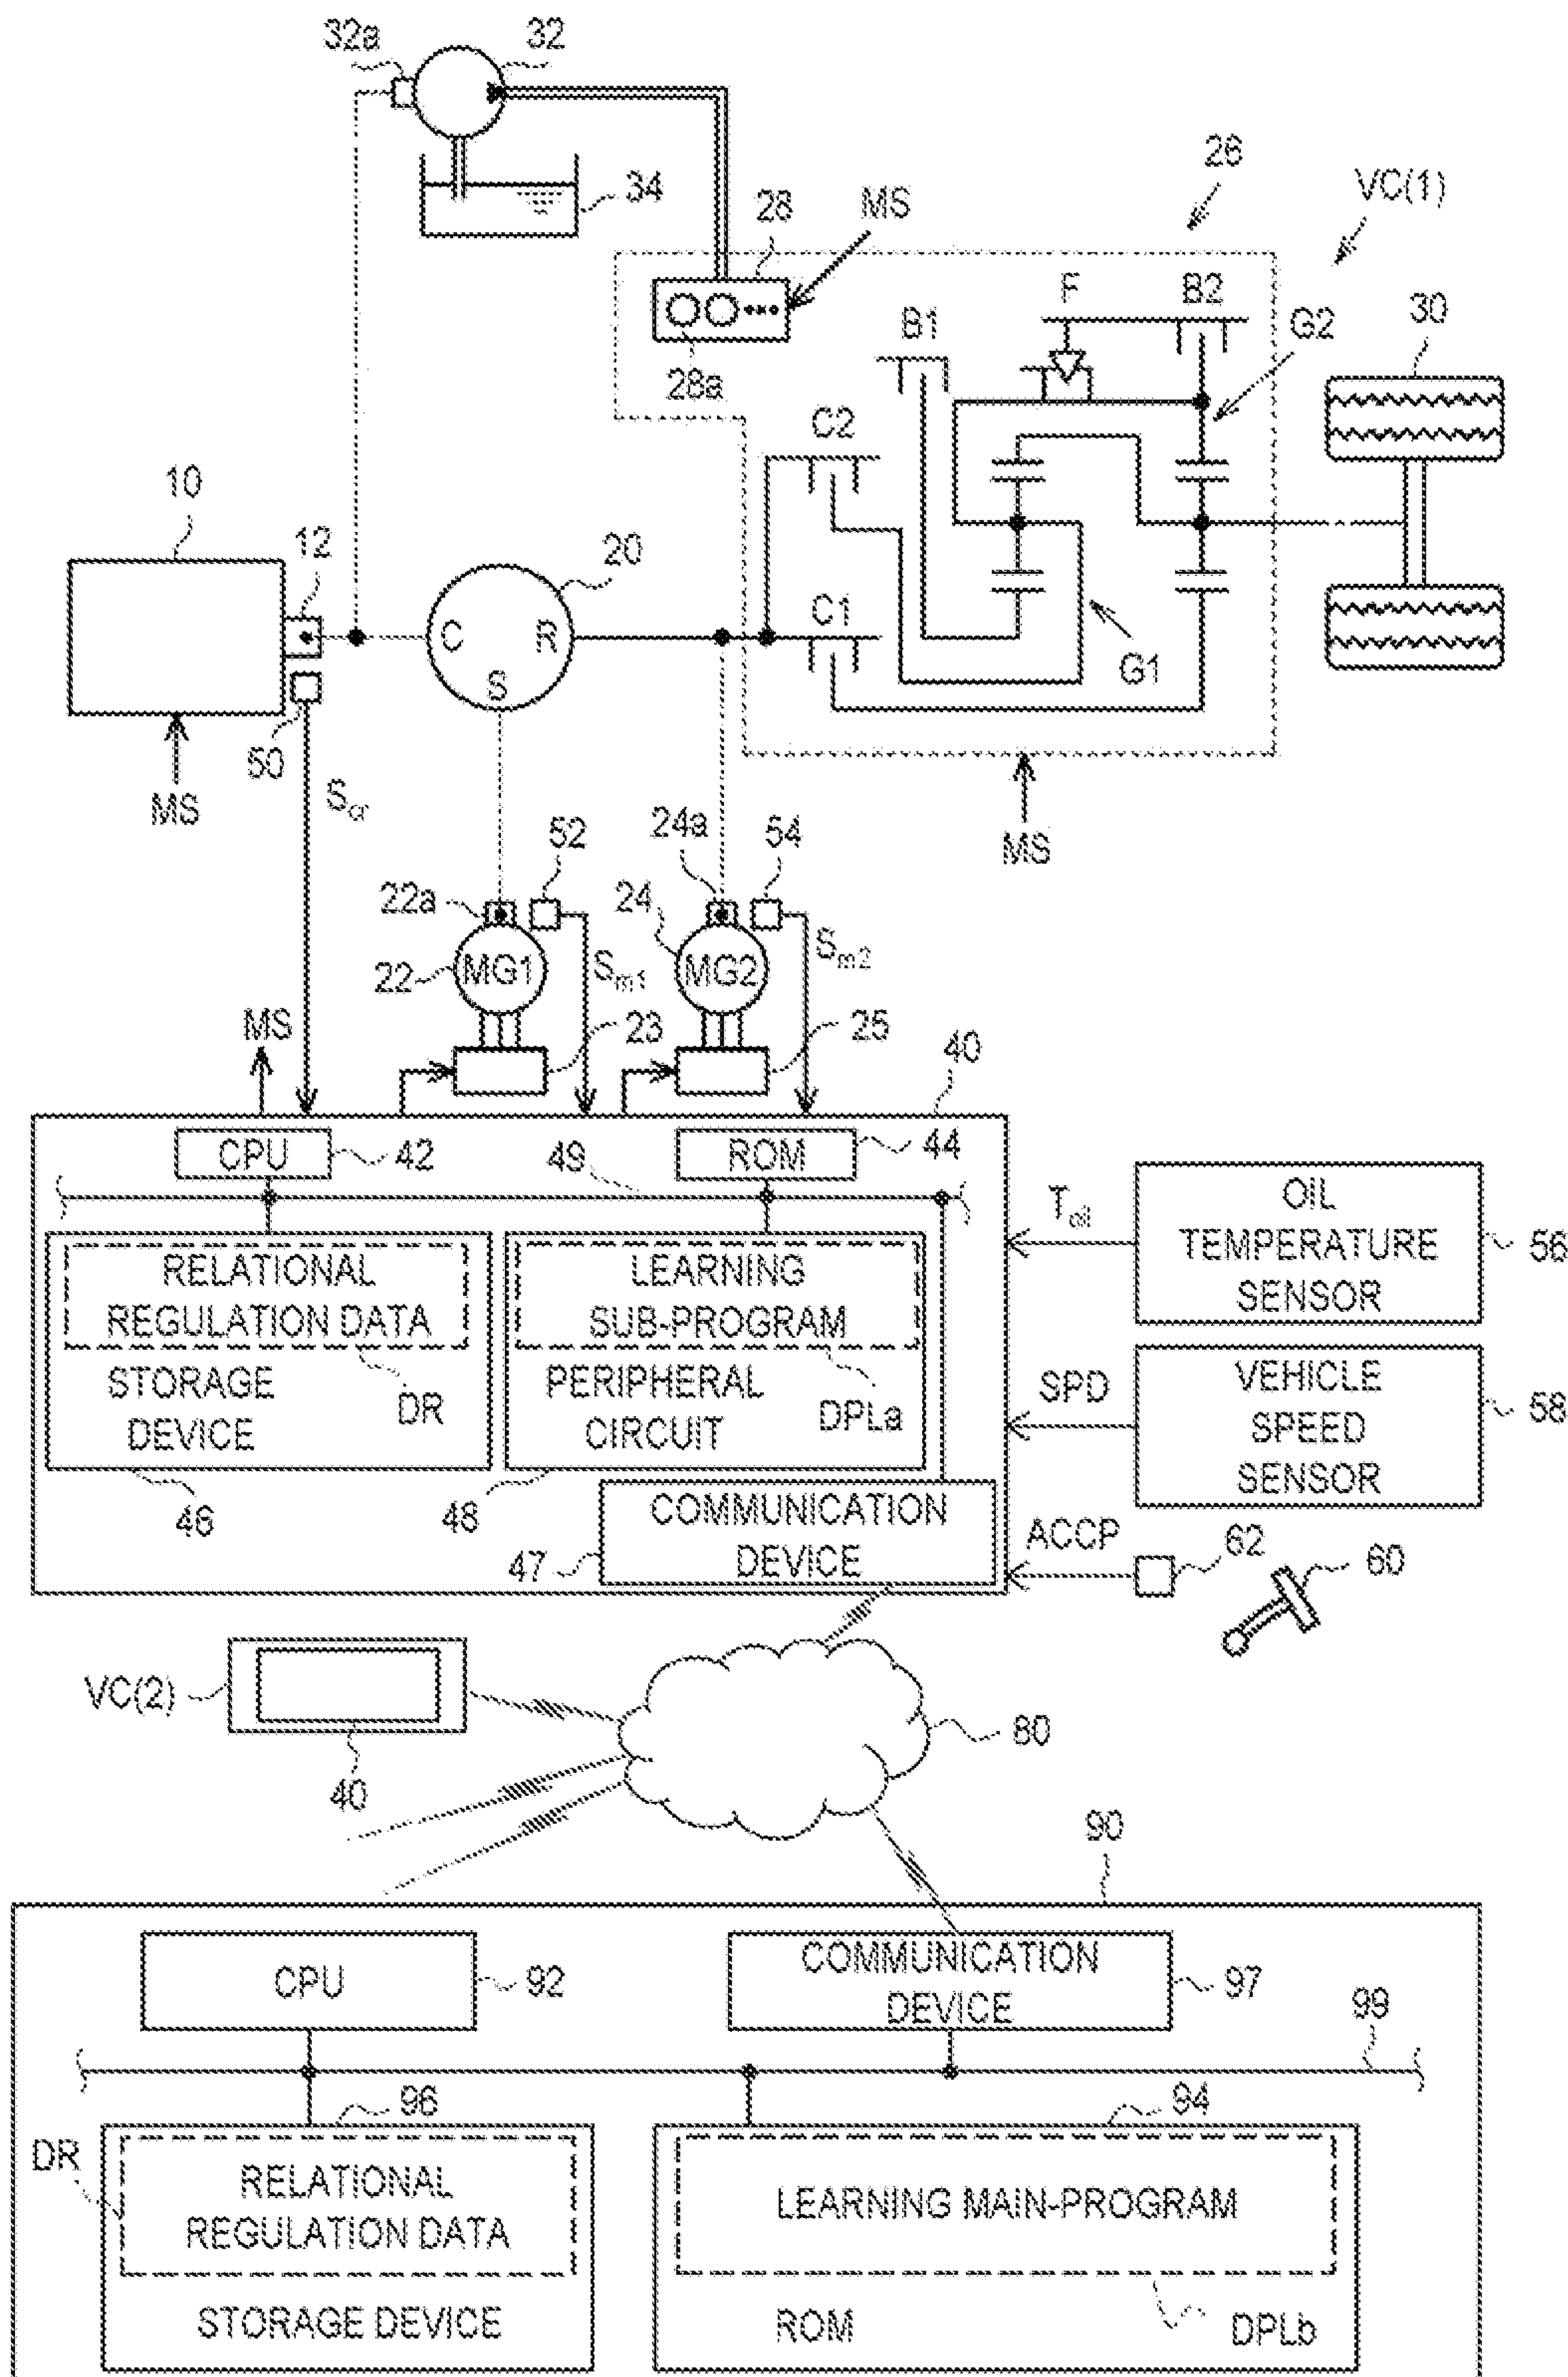 32a
32
26
VC(1)
34
28
MS
F
B2
B1
G2
30
28a
C2
10
12
20
C1
C
R
S
G1
50
MS
Scr
52
24a
54
MS
22a
24
22
MG1
Sm1
MG2
Sm2
MS
23
25
40
CPU
42
49
ROM
44
Toil
OIL
TEMPERATURE
SENSOR
56
RELATIONAL
REGULATION DATA
LEARNING
SUB-PROGRAM
STORAGE
DEVICE
DR
PERIPHERAL
CIRCUIT
DPLa
SPD
VEHICLE
SPEED
SENSOR
58
46
48
COMMUNICATION
DEVICE
47
ACCP
62
60
VC(2)
40
80
90
CPU
92
COMMUNICATION
DEVICE
97
99
96
94
DR
RELATIONAL
REGULATION DATA
LEARNING MAIN-PROGRAM
STORAGE DEVICE
ROM
DPLb